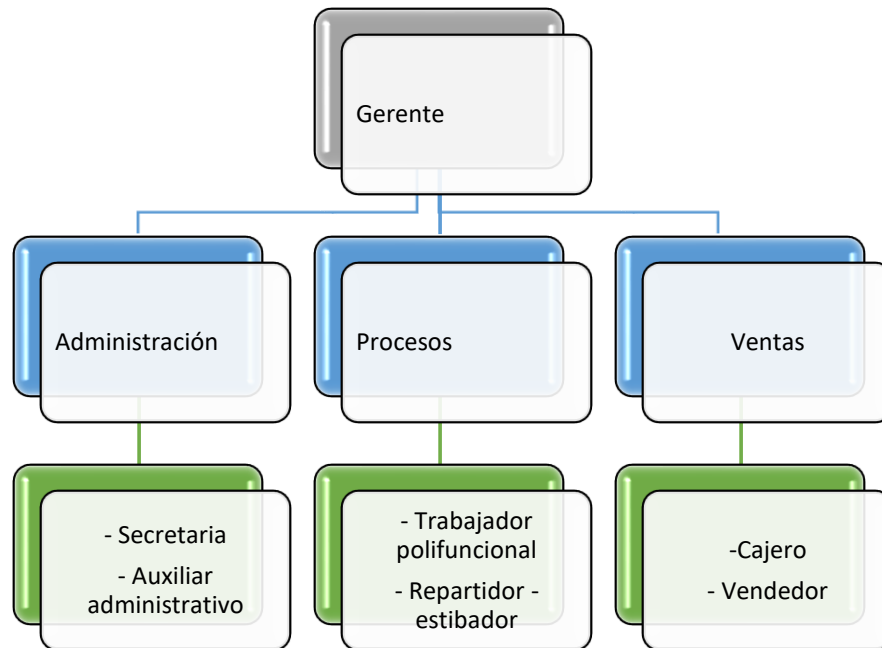 Gerente
Administración
Procesos
Ventas
- Secretaria
- Auxiliar
administrativo
- Trabajador
polifuncional
- Repartidor -
estibador
-Cajero
- Vendedor